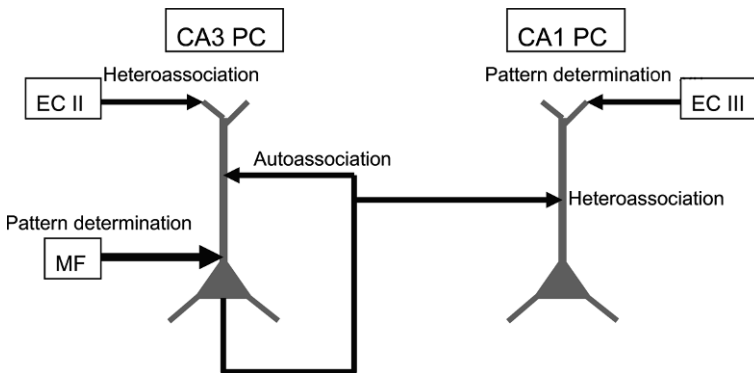 CA3 PC
CA1 PC
Heteroassociation
Pattern determination
EC II
EC III
Autoassociation
Heteroassociation
Pattern determination
MF